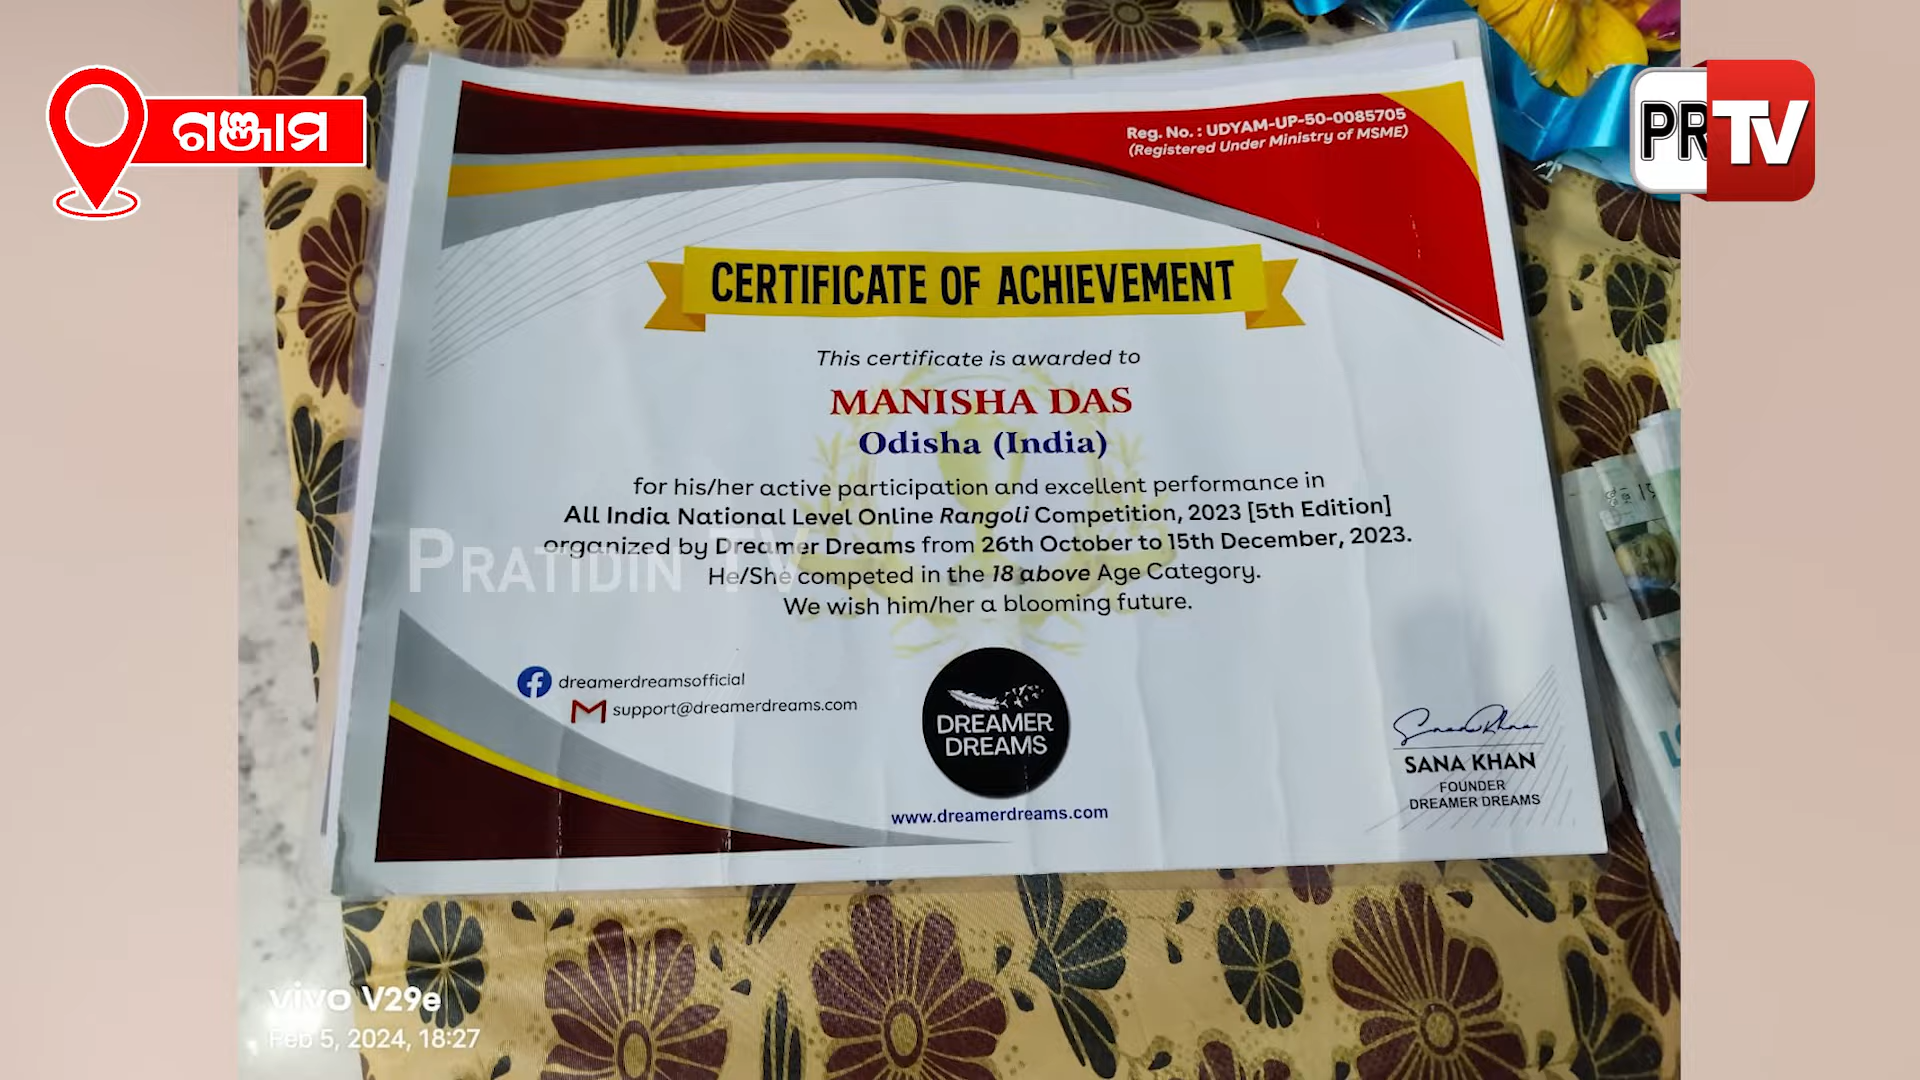 ଗଞ୍ଜାମ
PRTV
Reg. No. : UDYAM-UP-50-0085705
(Registered Under Ministry of MSME)
CERTIFICATE OF ACHIEVEMENT
This certificate is awarded to
MANISHA DAS
Odisha (India)
for his/her active participation and excellent performance in
All India National Level Online Rangoli Competition, 2023 [5th Edition]
organized by Dreamer Dreams from 26th October to 15th December, 2023.
He/She competed in the 18 above Age Category.
We wish him/her a blooming future.
PRATIDIN TV
dreamerdreamsofficial
support@dreamerdreams.com
DREAMER
DREAMS
www.dreamerdreams.com
SANA KHAN
FOUNDER
DREAMER DREAMS
vivo V29e
Feb 5, 2024, 18:27